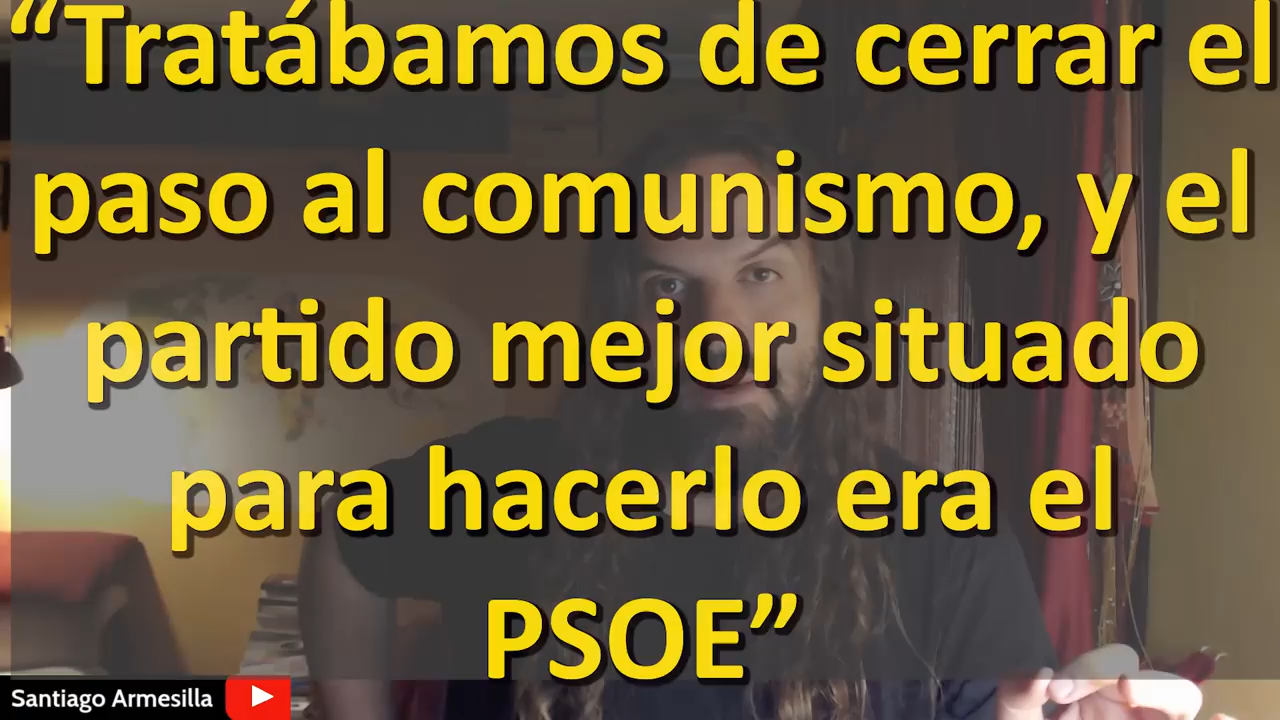 “Tratábamos de cerrar el
paso al comunismo, y el
partido mejor situado
para hacerlo era el
PSOE”
Santiago Armesilla